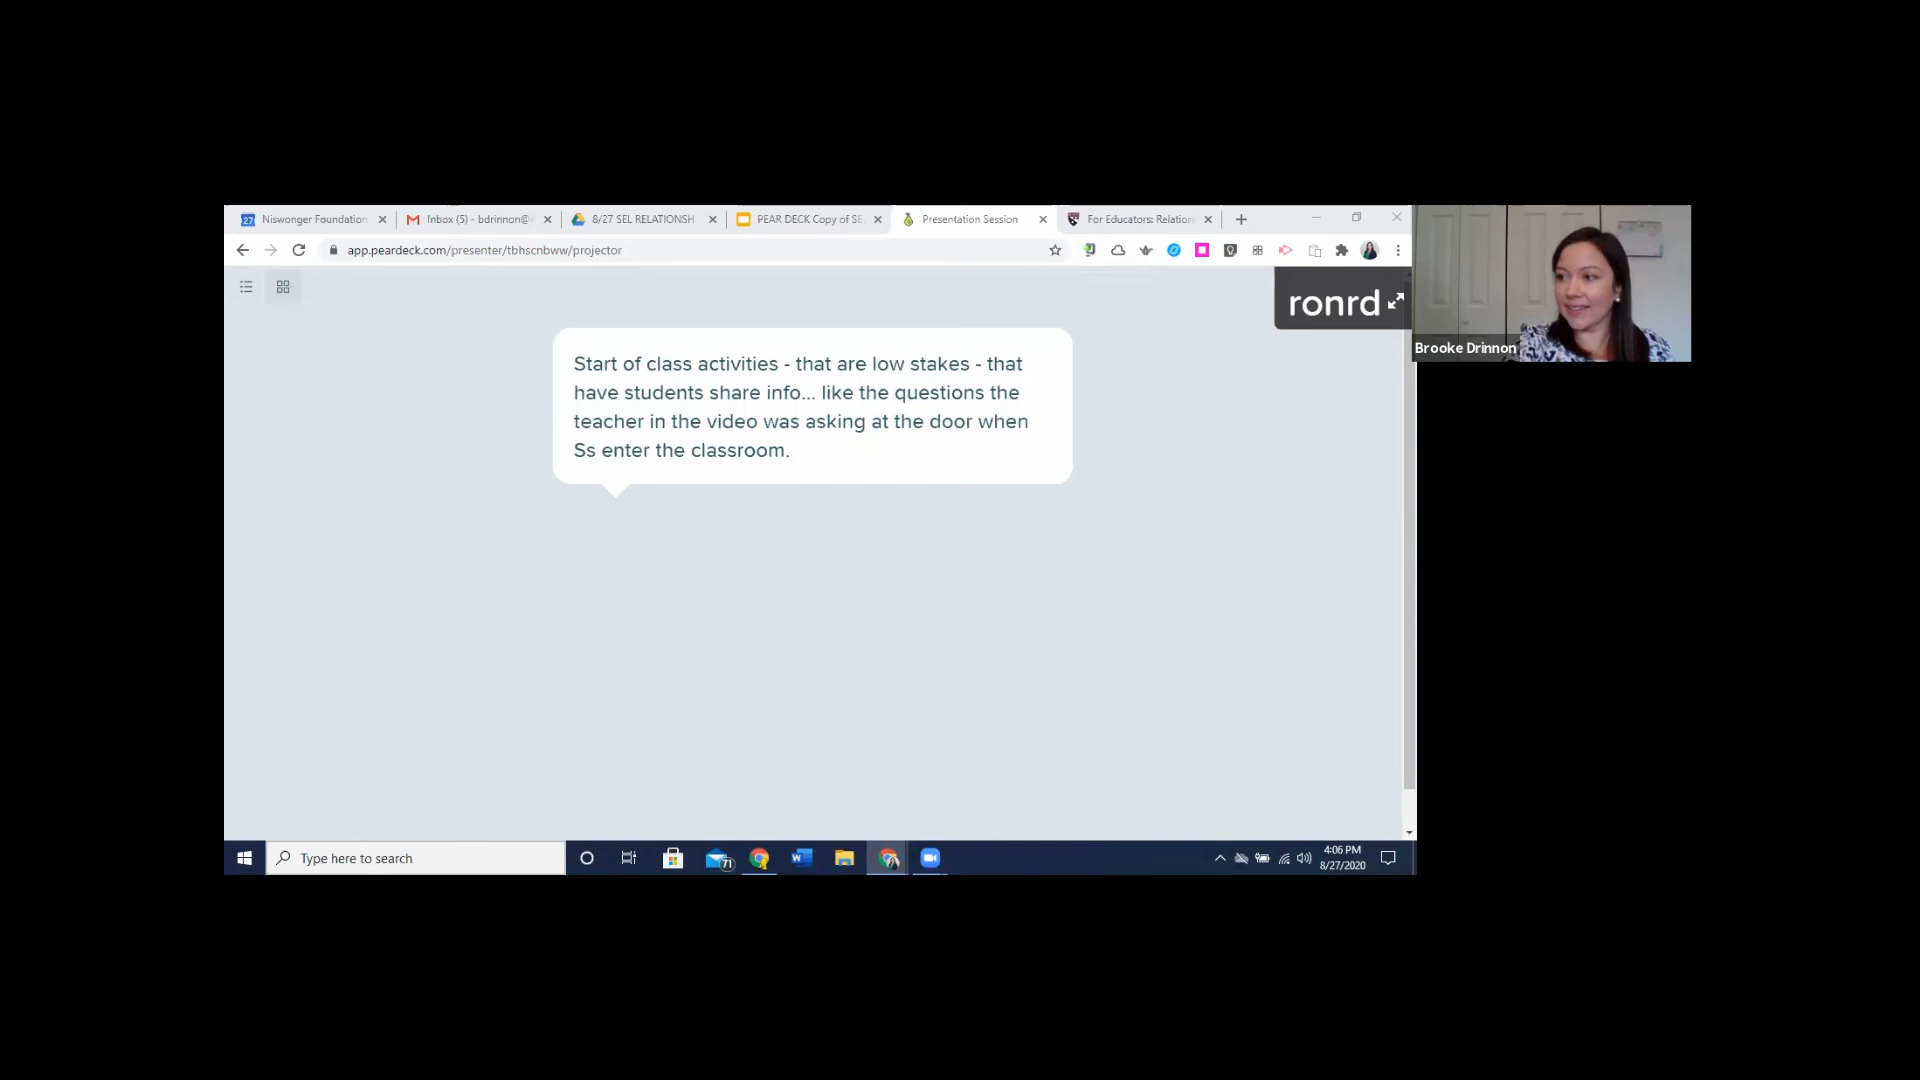 Niswonger Foundation
Inbox (5) - bdrinnon@
8/27 SEL RELATIONSH
PEAR DECK Copy of SE
Presentation Session
For Educators: Relation
app.peardeck.com/presenter/tbhscnbww/projector
ronrd
Brooke Drinnon
Start of class activities - that are low stakes - that
have students share info... like the questions the
teacher in the video was asking at the door when
Ss enter the classroom.
Type here to search
71
4:06 PM
8/27/2020